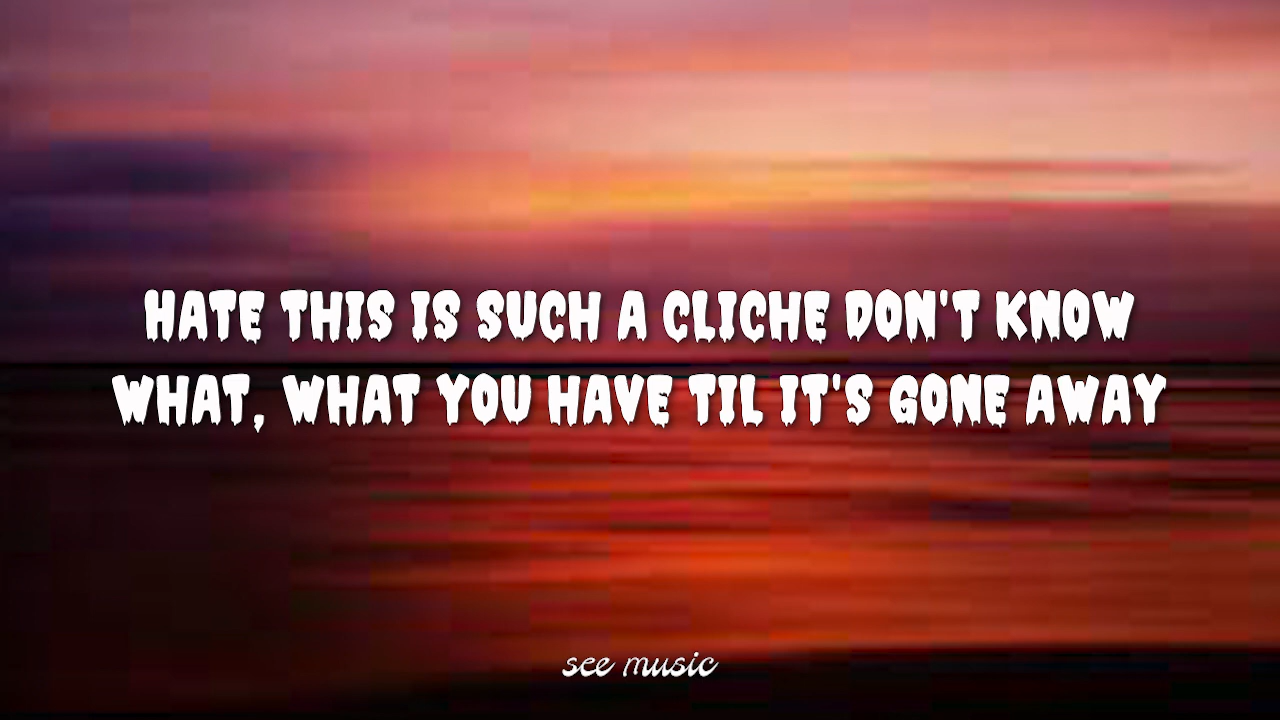 HATE THIS IS SUCH A CLICHE DON'T KNOW
WHAT, WHAT YOU HAVE TIL IT'S GONE AWAY
see music